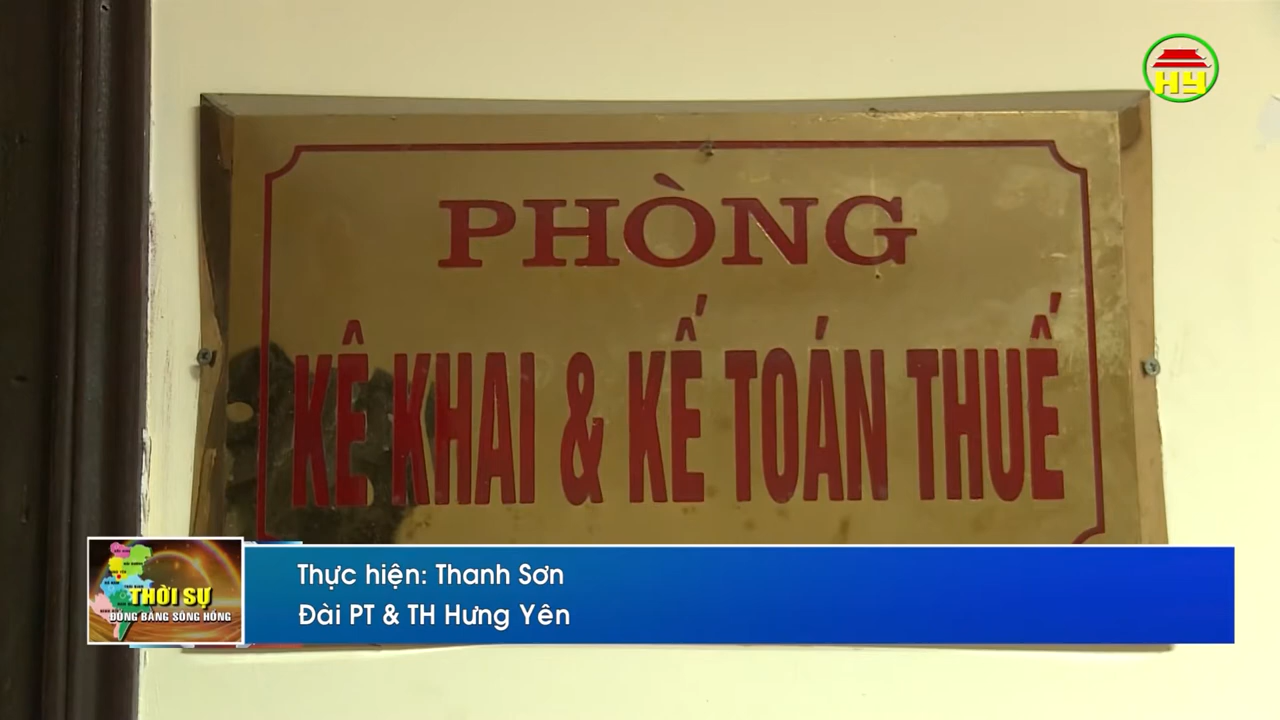 HY
PHÒNG
KÊ KHAI & KẾ TOÁN THUẾ
Thực hiện: Thanh Sơn
Đài PT & TH Hưng Yên
THỜI SỰ
ĐỒNG BẰNG SÔNG HỒNG